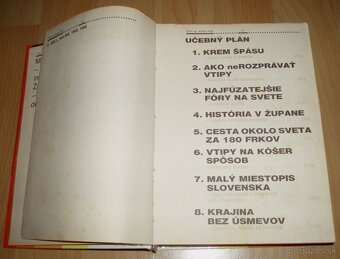 UČEBNÝ PLÁN
1. KREM ŠPÁSU
2. AKO neROZPRÁVAŤ
VTIPY
3. NAJFÚZATEJŠIE
FÓRY NA SVETE
4. HISTÓRIA V ŽUPANE
5. CESTA OKOLO SVETA
ZA 180 FRKOV
6. VTIPY NA KÓŠER
SPÔSOB
7. MALÝ MIESTOPIS
SLOVENSKA
8. KRAJINA
BEZ ÚSMEVOV